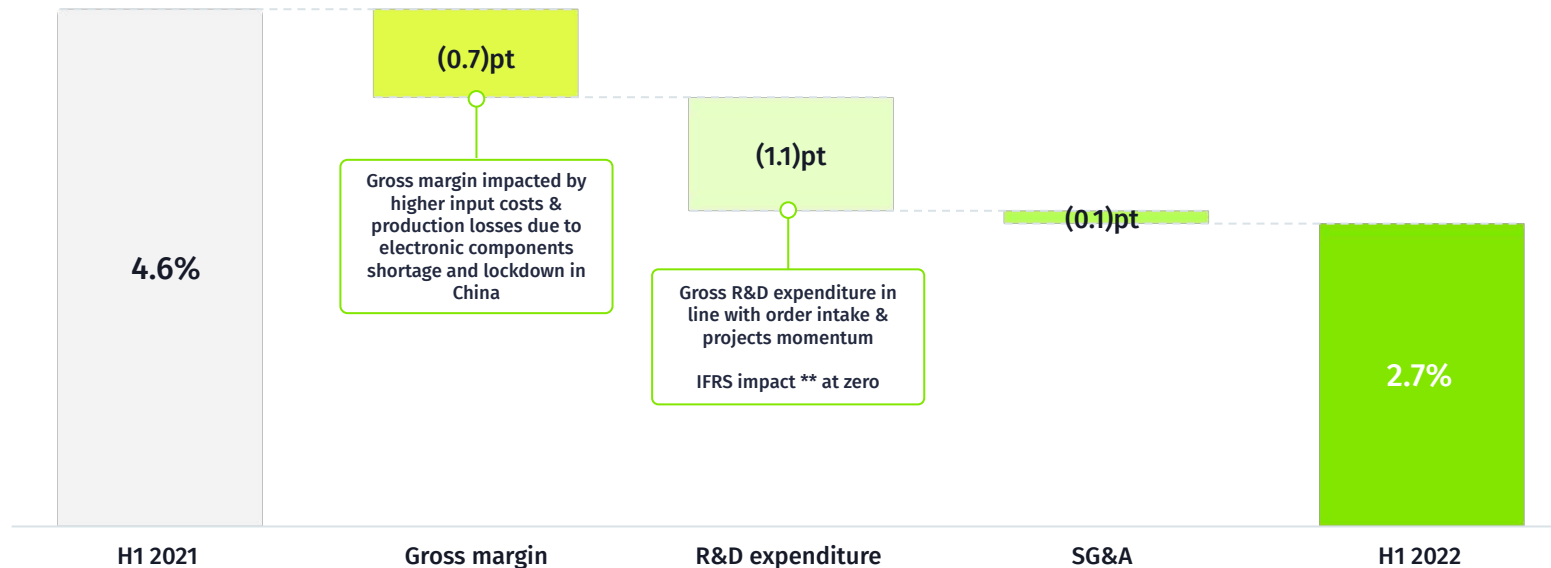 (0.7)pt
(1.1)pt
(0.1)pt
4.6%
2.7%
Gross margin impacted by
higher input costs &
production losses due to
electronic components
shortage and lockdown in
China
Gross R&D expenditure in
line with order intake &
projects momentum
IFRS impact ** at zero
H1 2021
Gross margin
R&D expenditure
SG&A
H1 2022